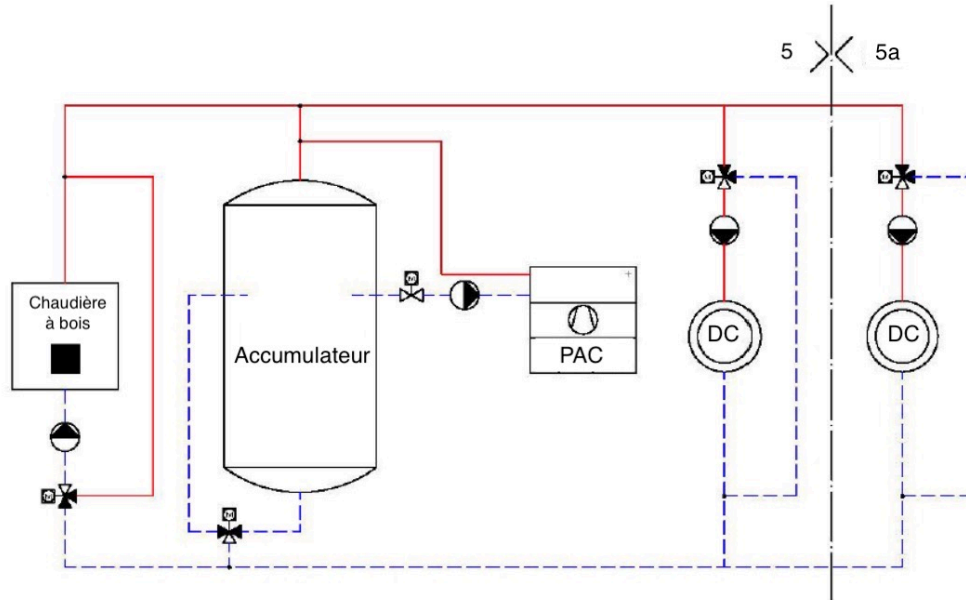 5 5a
Chaudière
à bois
Accumulateur
PAC
DC
DC
M
M
M
M
M
+